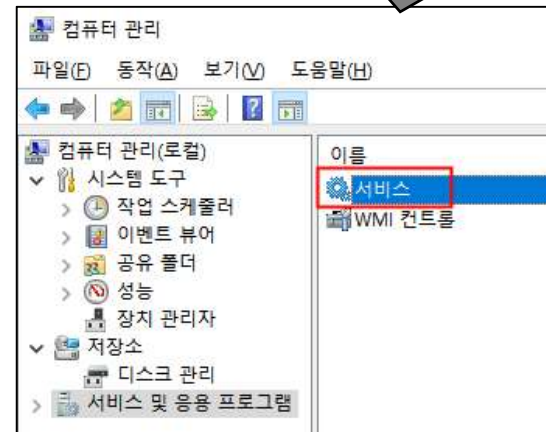 컴퓨터 관리
파일(F) 동작(A) 보기(V) 도움말(H)
컴퓨터 관리(로컬)
시스템 도구
작업 스케줄러
이벤트 뷰어
공유 폴더
성능
장치 관리자
저장소
디스크 관리
서비스 및 응용 프로그램
이름
서비스
WMI 컨트롤